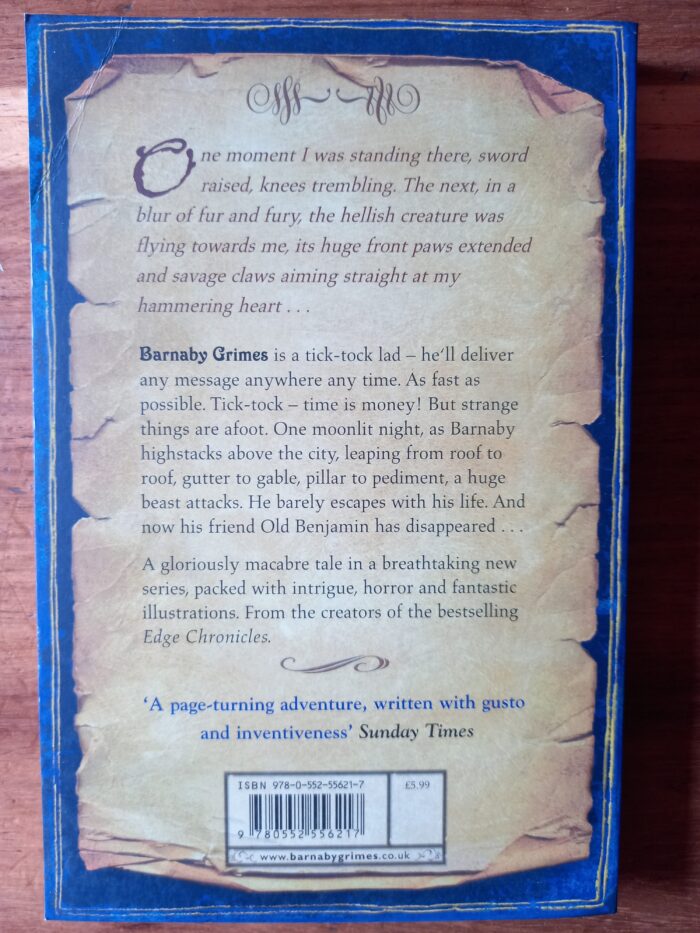 One moment I was standing there, sword
raised, knees trembling. The next, in a
blur of fur and fury, the hellish creature was
flying towards me, its huge front paws extended
and savage claws aiming straight at my
hammering heart . . .
Barnaby Grimes is a tick-tock lad – he'll deliver
any message anywhere any time. As fast as
possible. Tick-tock – time is money! But strange
things are afoot. One moonlit night, as Barnaby
highstacks above the city, leaping from roof to
roof, gutter to gable, pillar to pediment, a huge
beast attacks. He barely escapes with his life. And
now his friend Old Benjamin has disappeared . . .
A gloriously macabre tale in a breathtaking new
series, packed with intrigue, horror and fantastic
illustrations. From the creators of the bestselling
Edge Chronicles.
‘A page-turning adventure, written with gusto
and inventiveness’ Sunday Times
ISBN 978-0-552-55621-7
£5.99
9 780552 556217
www.barnabygrimes.co.uk